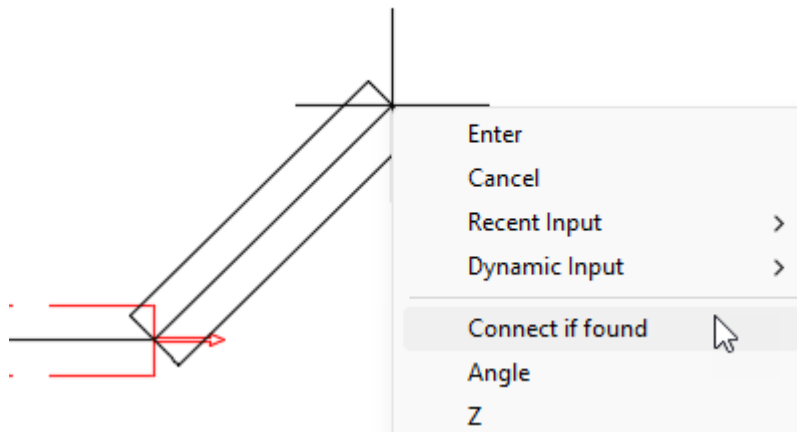 Enter
Cancel
Recent Input
Dynamic Input
Connect if found
Angle
Z